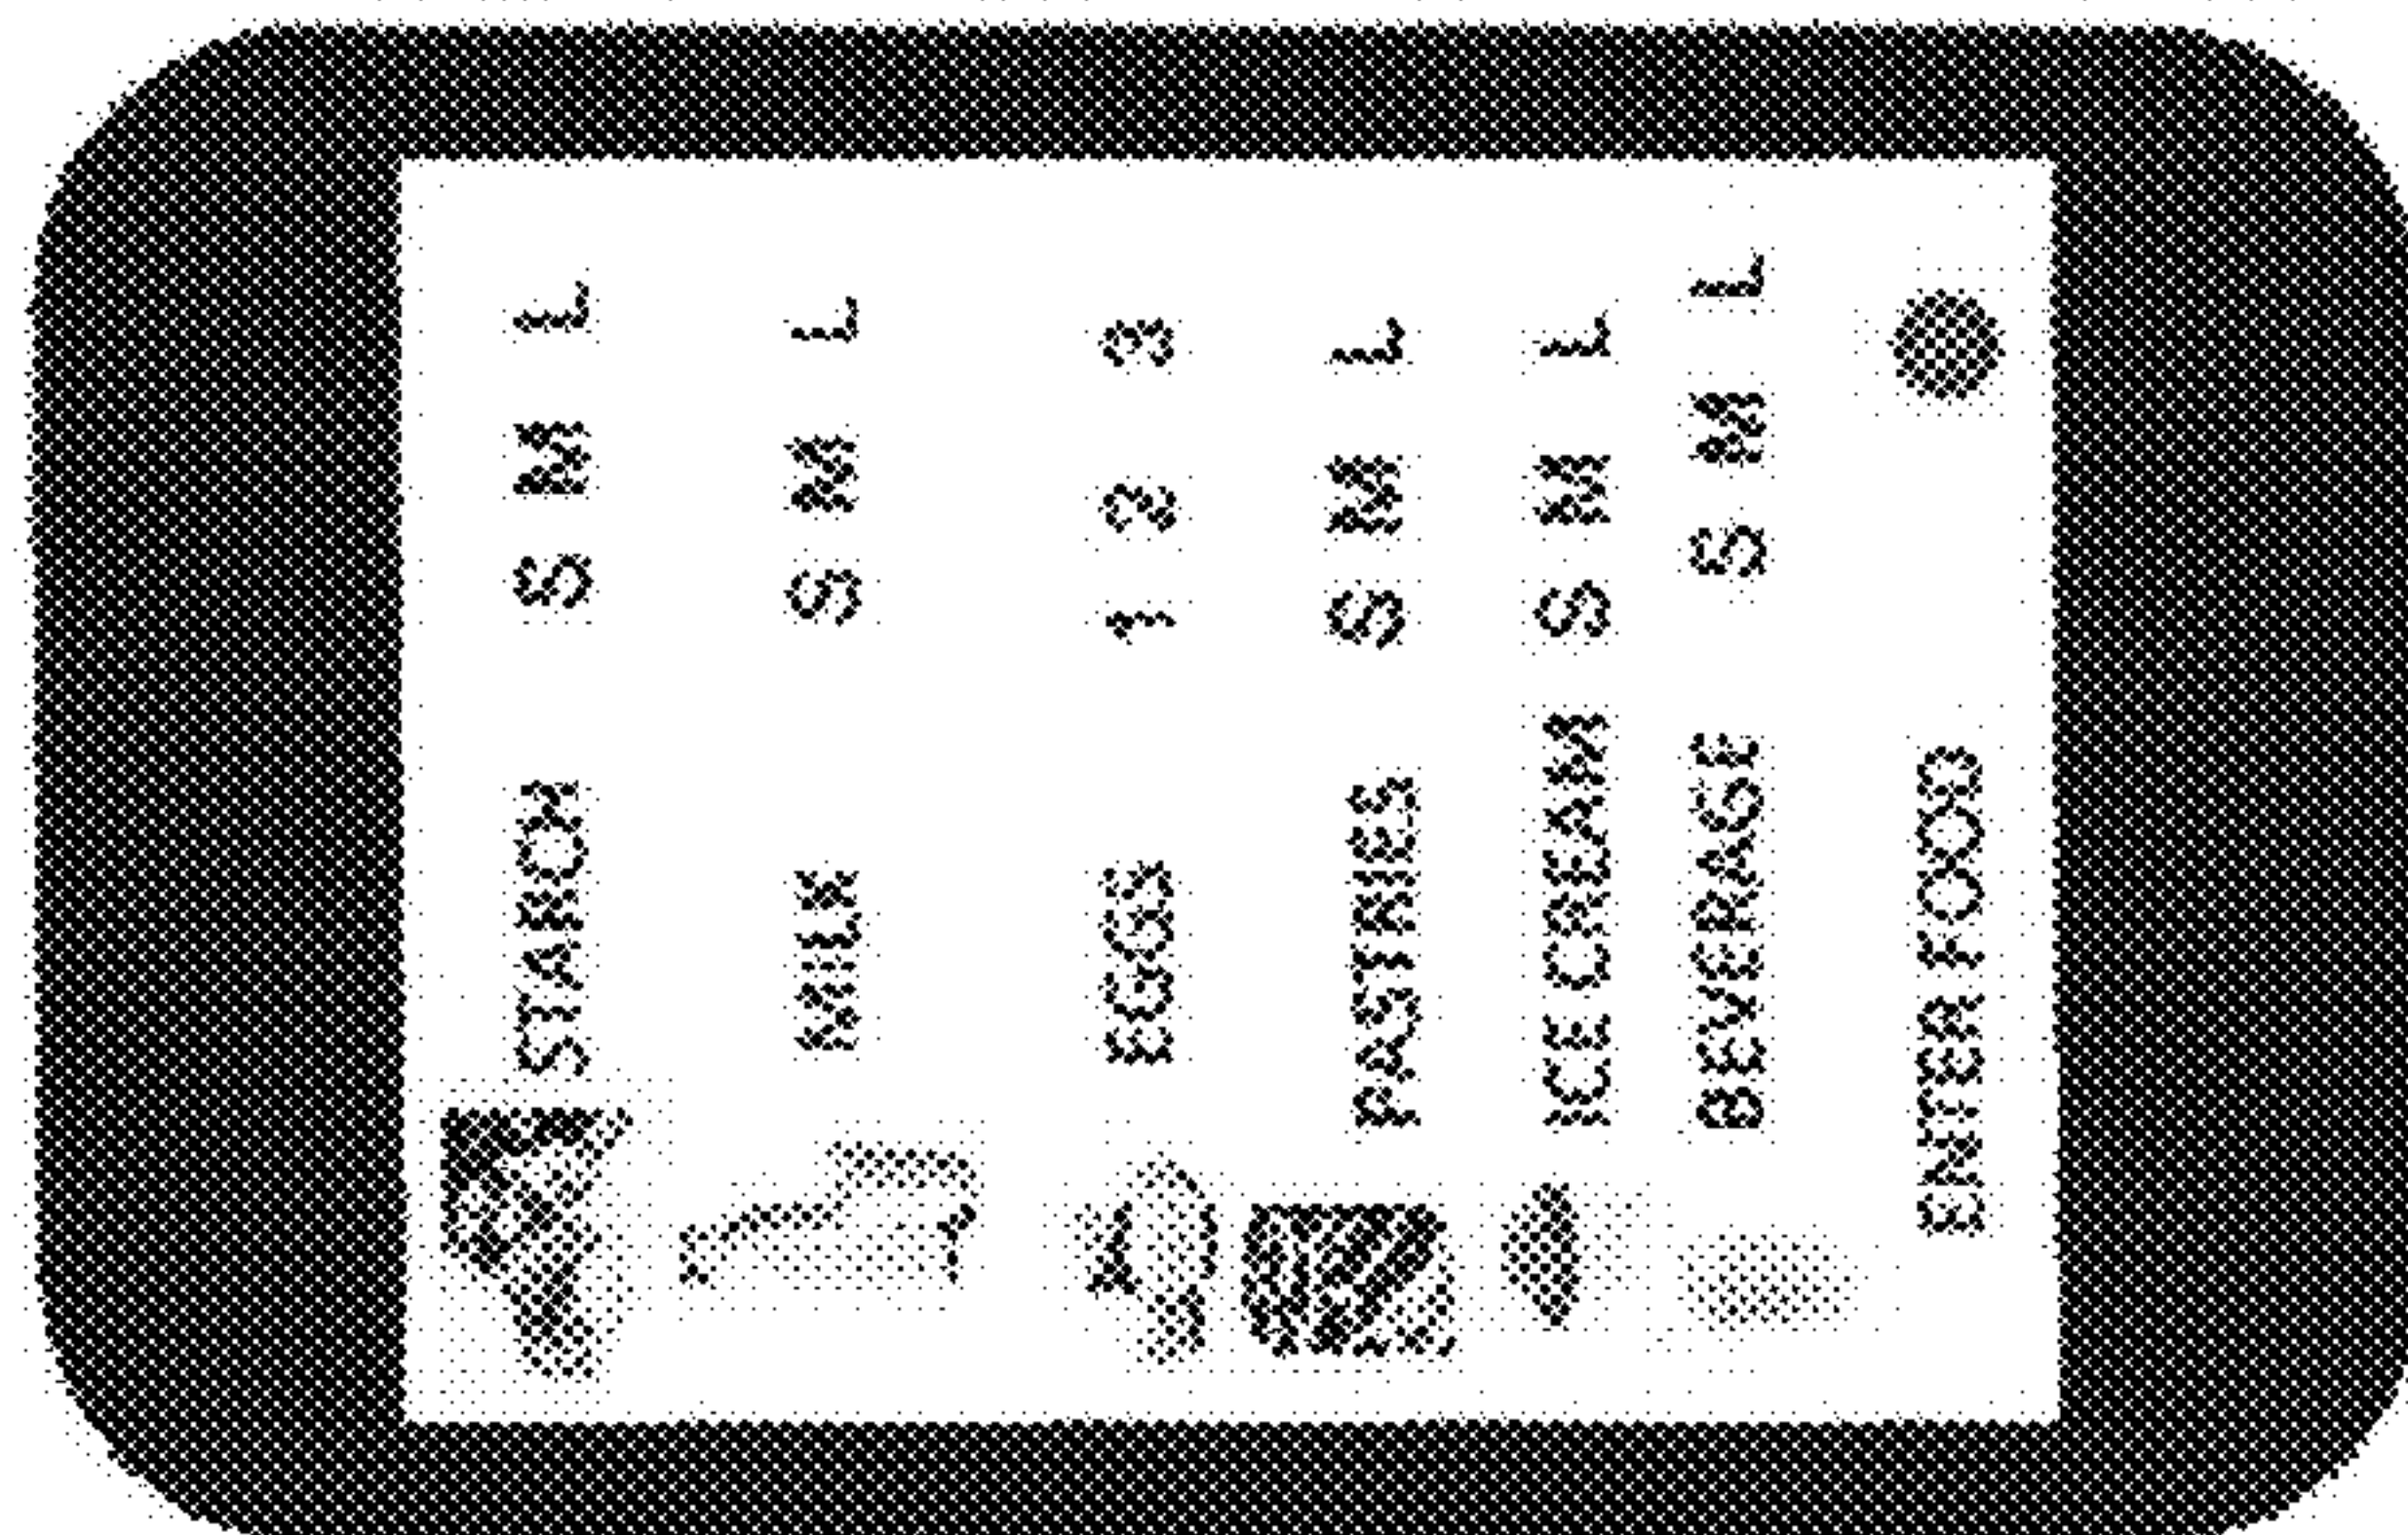 STARCH S M L
MILK S M L
EGGS 1 2 3
PASTRIES S M L
ICE CREAM S M L
BEVERAGE S M L
ENTER FOOD